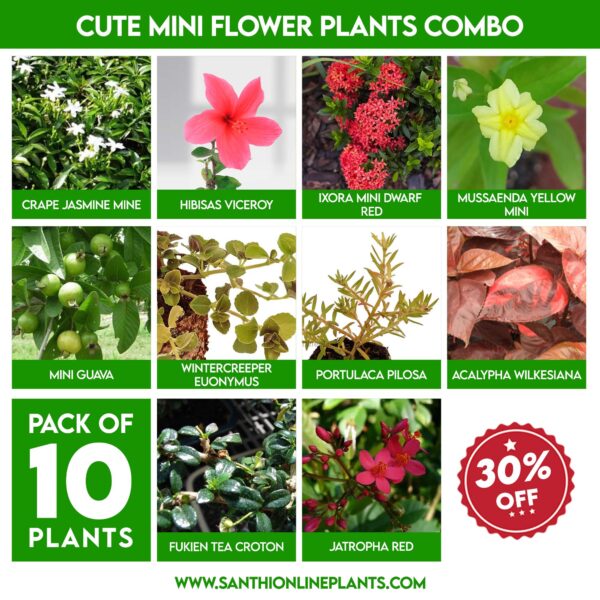 CUTE MINI FLOWER PLANTS COMBO
CRAPE JASMINE MINE
HIBISAS VICEROY
IXORA MINI DWARF
RED
MUSSAENDA YELLOW
MINI
MINI GUAVA
WINTERCREEPER
EUONYMUS
PORTULACA PILOSA
ACALYPHA WILKESIANA
PACK OF
10
PLANTS
FUKIEN TEA CROTON
JATROPHA RED
30%
OFF
WWW.SANTHIONLINEPLANTS.COM